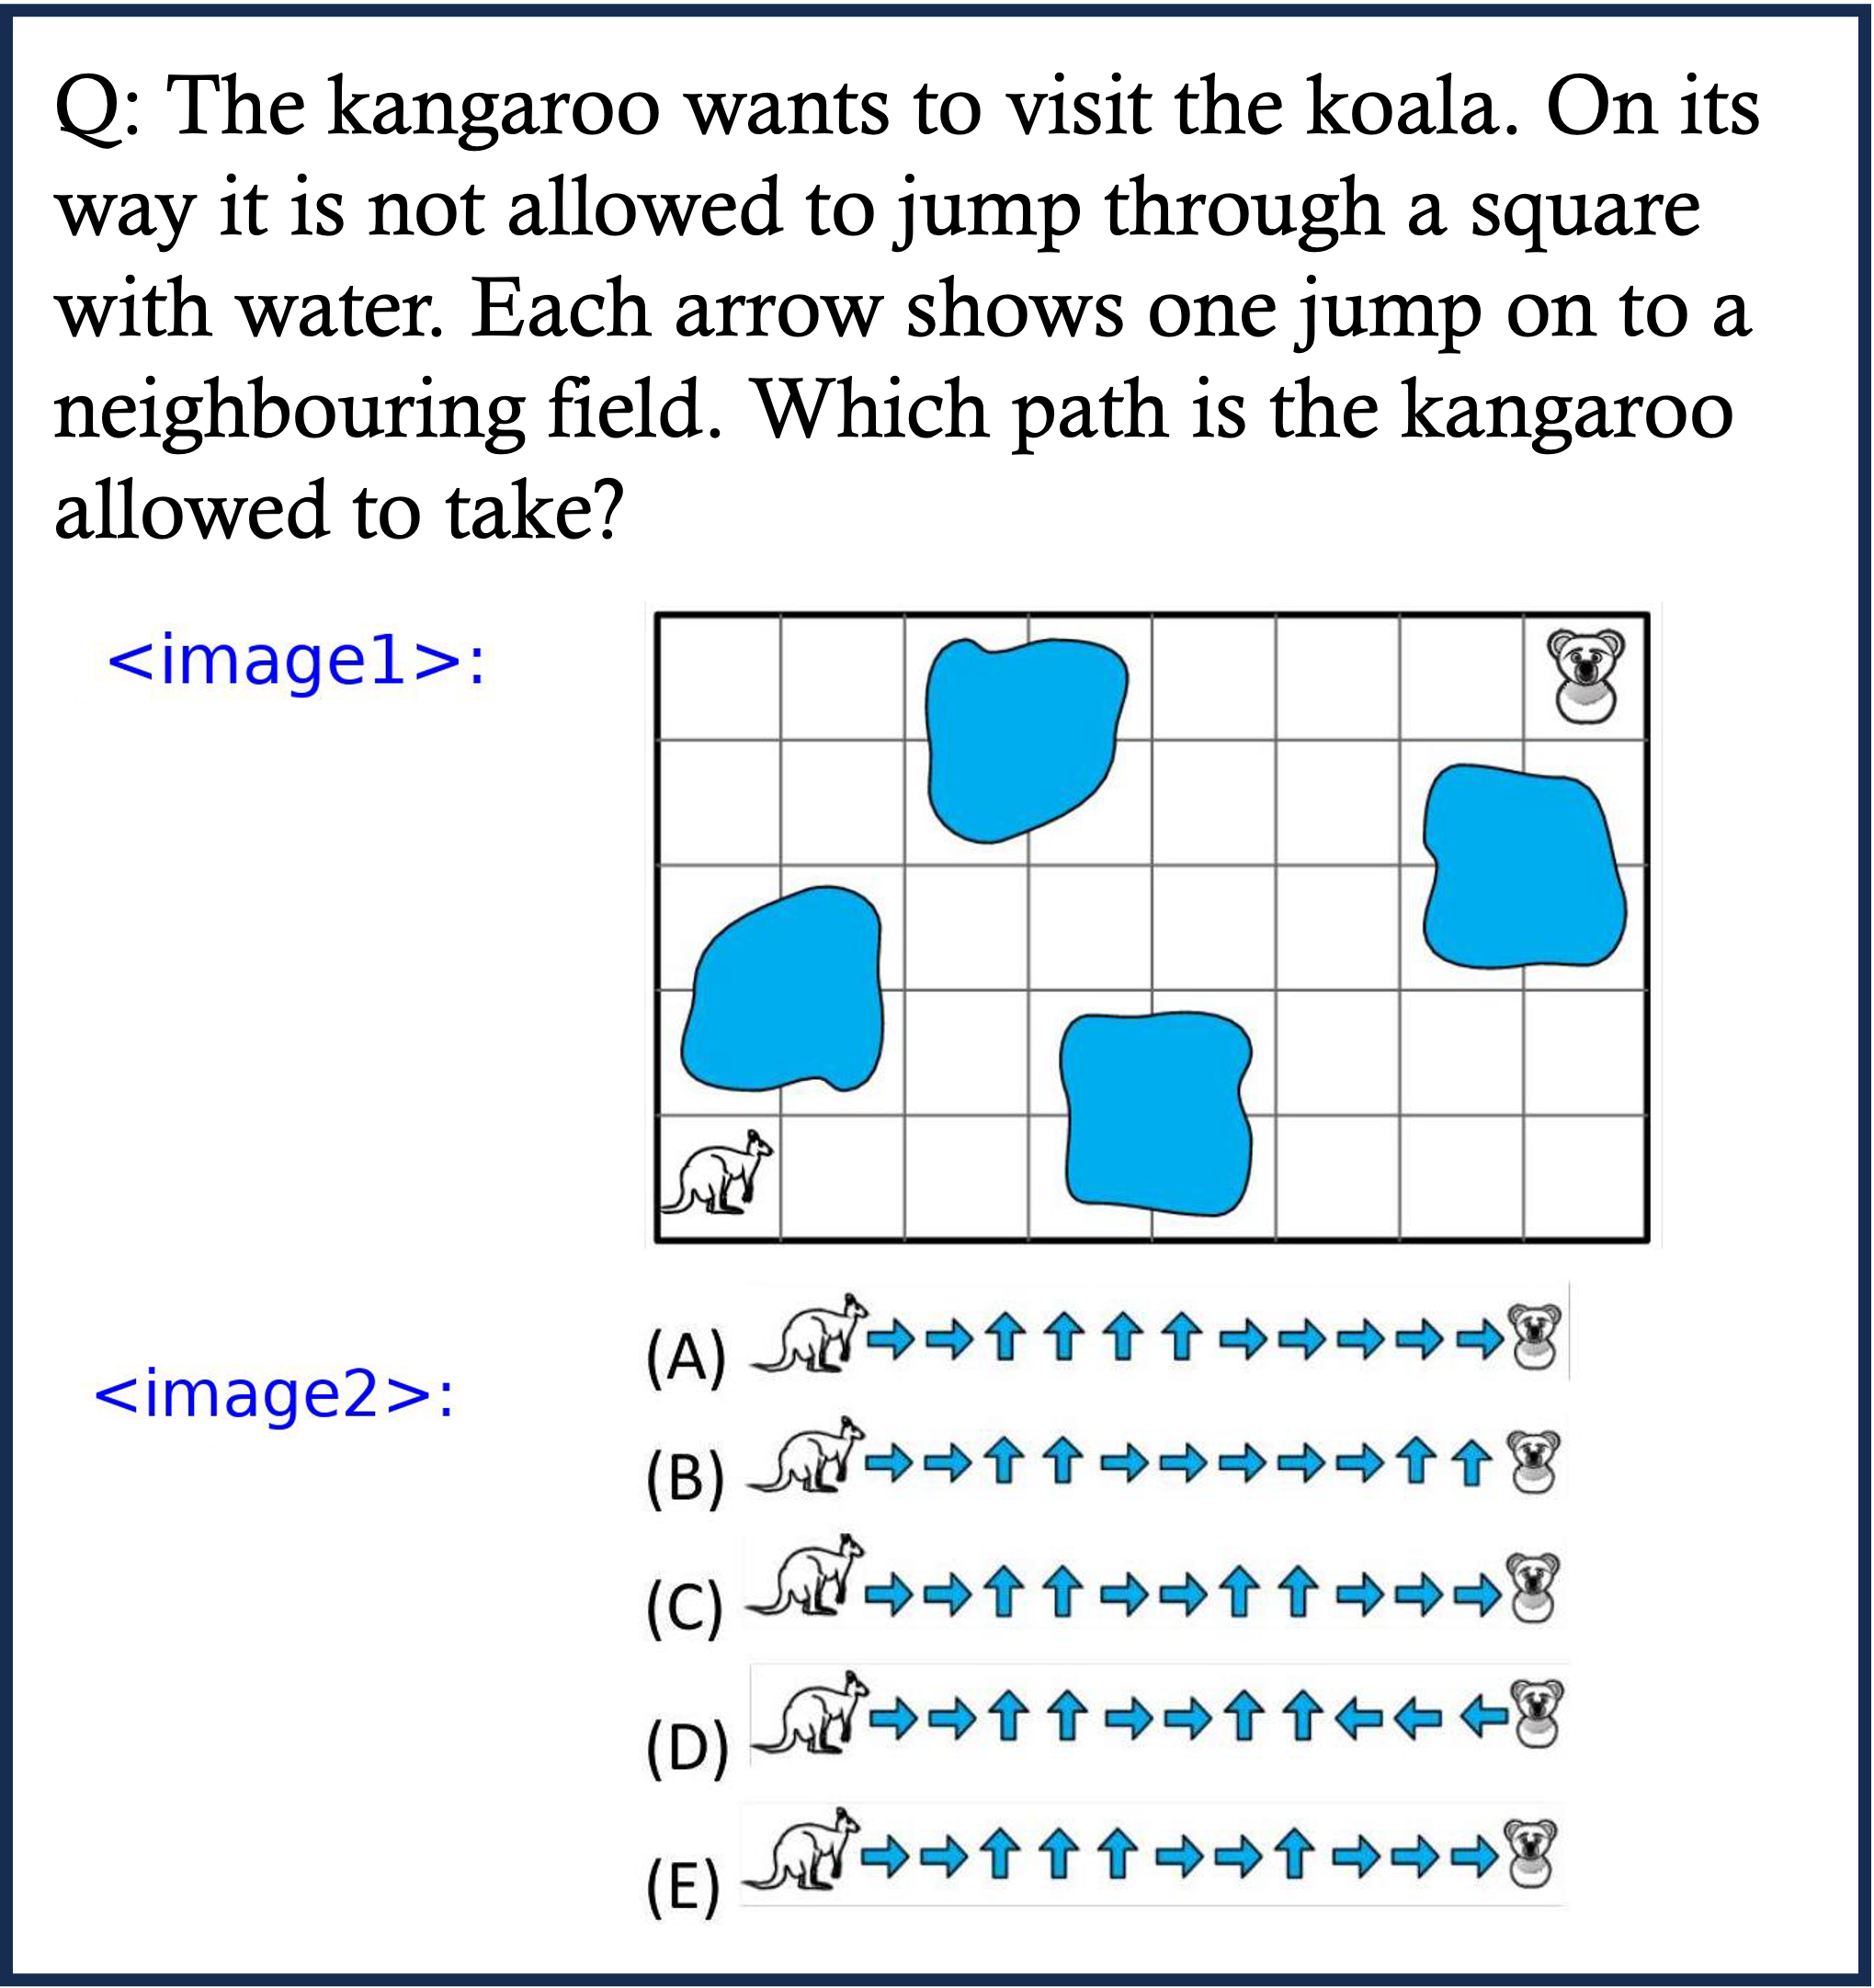 Q: The kangaroo wants to visit the koala. On its
way it is not allowed to jump through a square
with water. Each arrow shows one jump on to a
neighbouring field. Which path is the kangaroo
allowed to take?
<image1>:
<image2>:
(A)
(B)
(C)
(D)
(E)